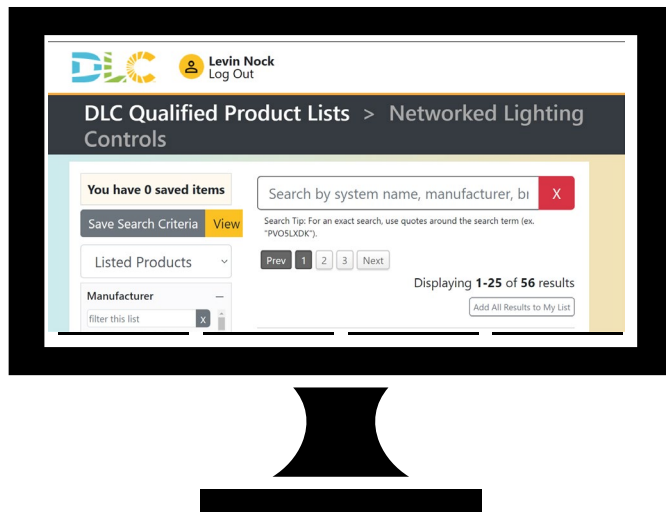 DLC
Levin Nock
Log Out
DLC Qualified Product Lists > Networked Lighting
Controls
You have 0 saved items
Search by system name, manufacturer, X
Save Search Criteria View
Search Tip: For an exact search, use quotes around the search term (ex.
"PVO5LXDK").
Listed Products
Prev 1 2 3 Next
Displaying 1-25 of 56 results
Manufacturer
Add All Results to My List
filter this list X